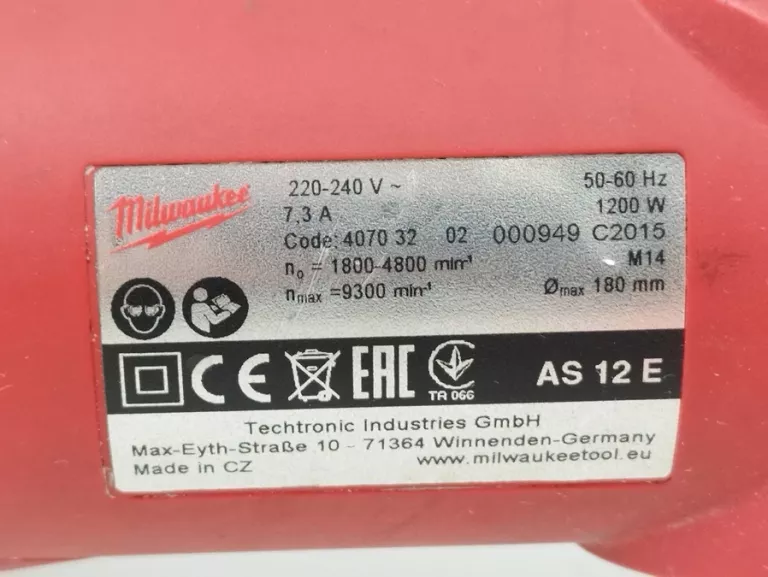 Milwaukee
220-240 V ~ 50-60 Hz
7,3 A 1200 W
Code: 4070 32 02 000949 C2015
n₀ = 1800-4800 min⁻¹ M14
nmax =9300 min⁻¹ Ømax 180 mm
CE EAC TA 066 AS 12 E
Techtronic Industries GmbH
Max-Eyth-Straße 10 - 71364 Winnenden-Germany
Made in CZ www.milwaukeetool.eu